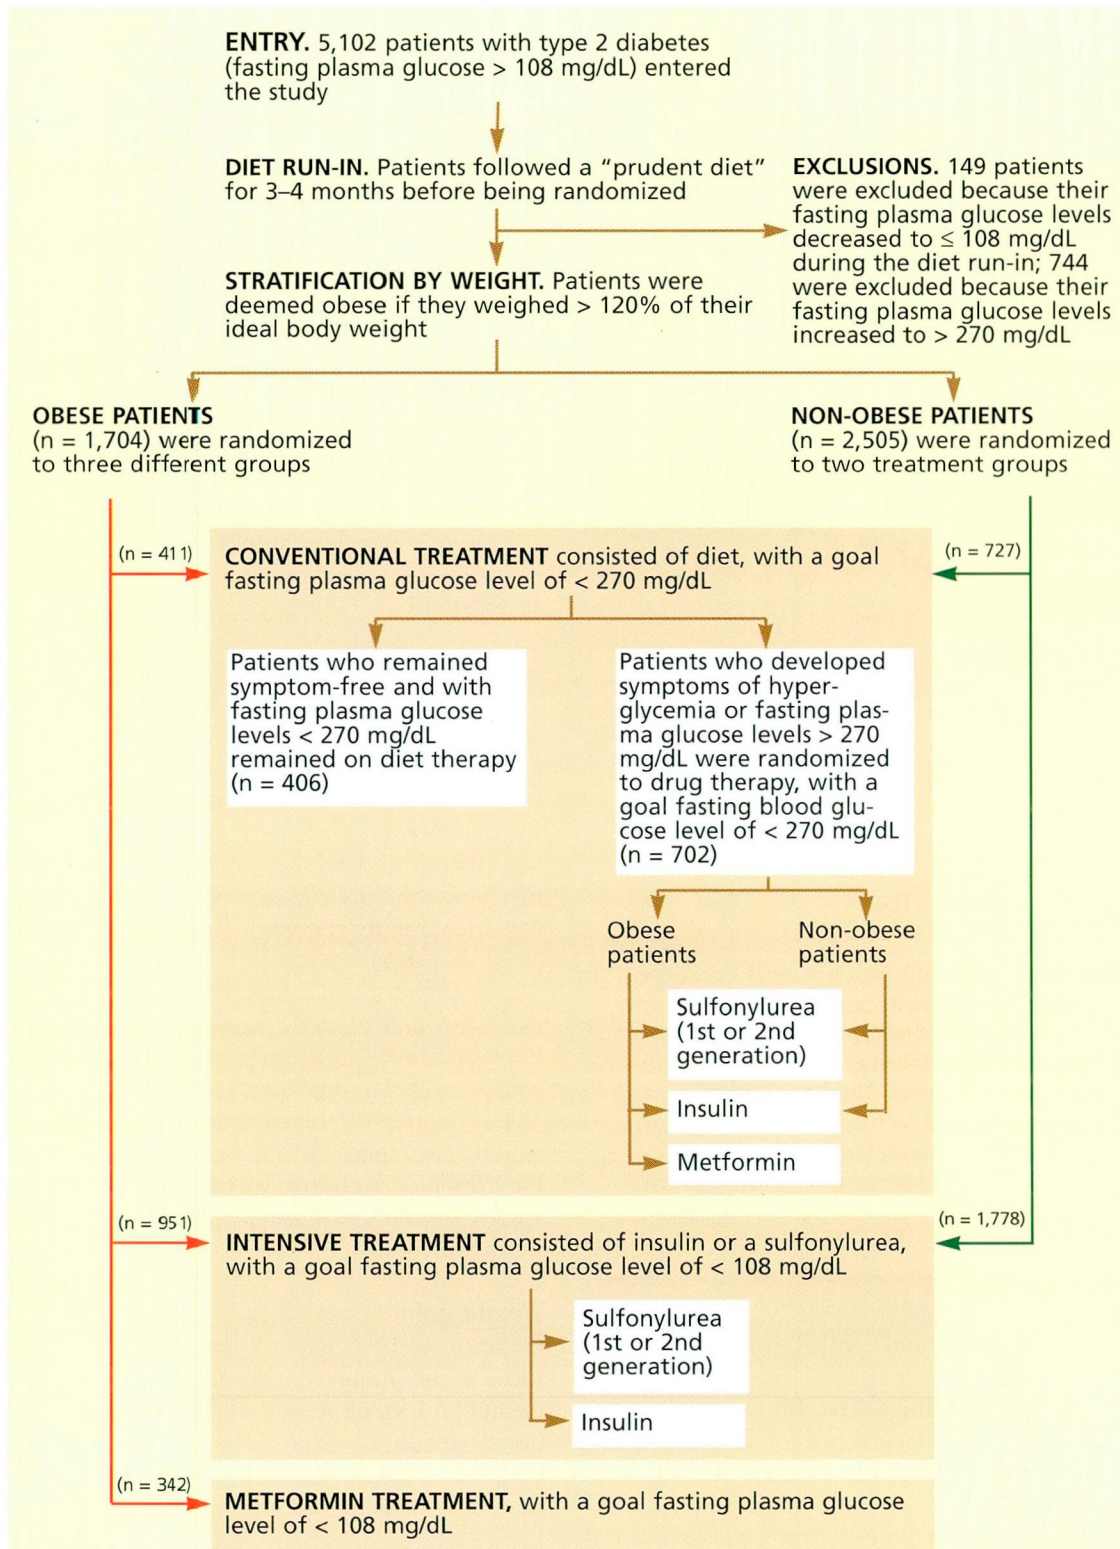 ENTRY. 5,102 patients with type 2 diabetes
(fasting plasma glucose > 108 mg/dL) entered
the study
DIET RUN-IN. Patients followed a “prudent diet”
for 3–4 months before being randomized
EXCLUSIONS. 149 patients
were excluded because their
fasting plasma glucose levels
decreased to ≤ 108 mg/dL
during the diet run-in; 744
were excluded because their
fasting plasma glucose levels
increased to > 270 mg/dL
STRATIFICATION BY WEIGHT. Patients were
deemed obese if they weighed > 120% of their
ideal body weight
OBESE PATIENTS
(n = 1,704) were randomized
to three different groups
NON-OBESE PATIENTS
(n = 2,505) were randomized
to two treatment groups
(n = 411)
CONVENTIONAL TREATMENT consisted of diet, with a goal
fasting plasma glucose level of < 270 mg/dL
(n = 727)
Patients who remained
symptom-free and with
fasting plasma glucose
levels < 270 mg/dL
remained on diet therapy
(n = 406)
Patients who developed
symptoms of hyper-
glycemia or fasting plas-
ma glucose levels > 270
mg/dL were randomized
to drug therapy, with a
goal fasting blood glu-
cose level of < 270 mg/dL
(n = 702)
Obese
patients
Non-obese
patients
Sulfonylurea
(1st or 2nd
generation)
Insulin
Metformin
(n = 951)
INTENSIVE TREATMENT consisted of insulin or a sulfonylurea,
with a goal fasting plasma glucose level of < 108 mg/dL
(n = 1,778)
Sulfonylurea
(1st or 2nd
generation)
Insulin
(n = 342)
METFORMIN TREATMENT, with a goal fasting plasma glucose
level of < 108 mg/dL